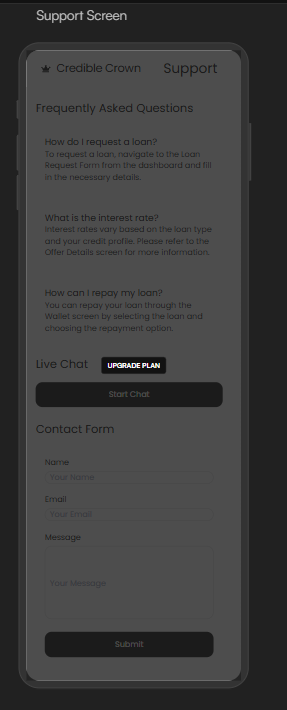 Support Screen
Credible Crown Support
Frequently Asked Questions
How do I request a loan?
To request a loan, navigate to the Loan
Request Form from the dashboard and fill
in the necessary details.
What is the interest rate?
Interest rates vary based on the loan type
and your credit profile. Please refer to the
Offer Details screen for more information.
How can I repay my loan?
You can repay your loan through the
Wallet screen by selecting the loan and
choosing the repayment option.
Live Chat UPGRADE PLAN
Start Chat
Contact Form
Name
Your Name
Email
Your Email
Message
Your Message
Submit